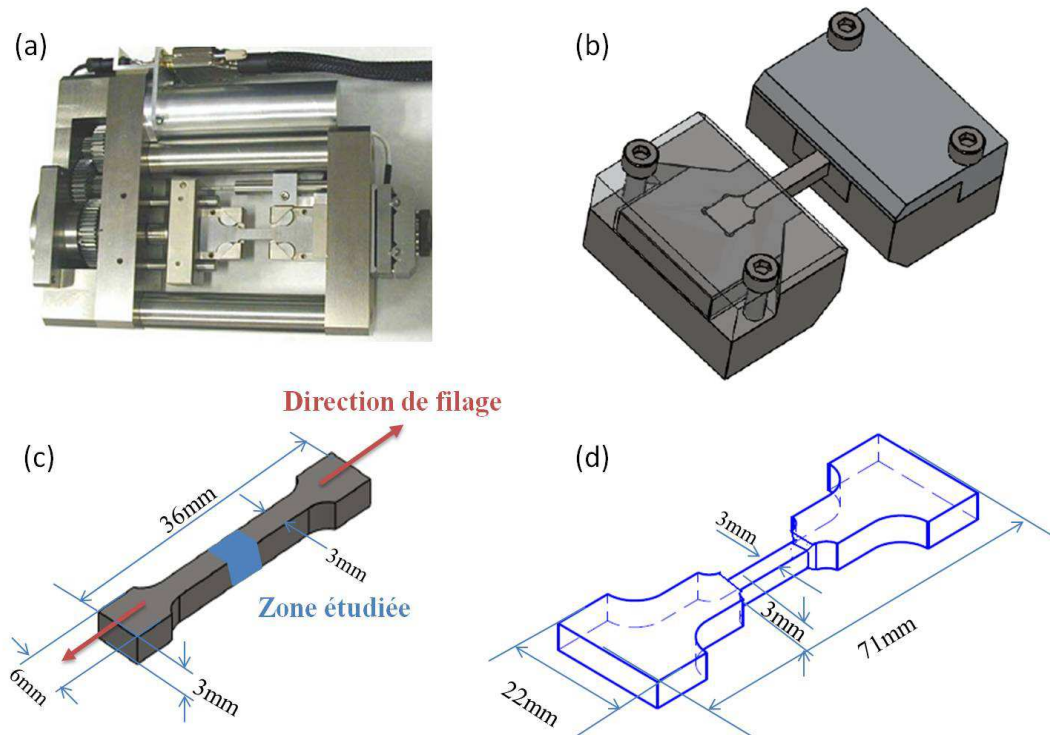 (a)
(b)
(c)
Direction de filage
36mm
3mm
Zone étudiée
6mm
3mm
(d)
3mm
3mm
71mm
22mm